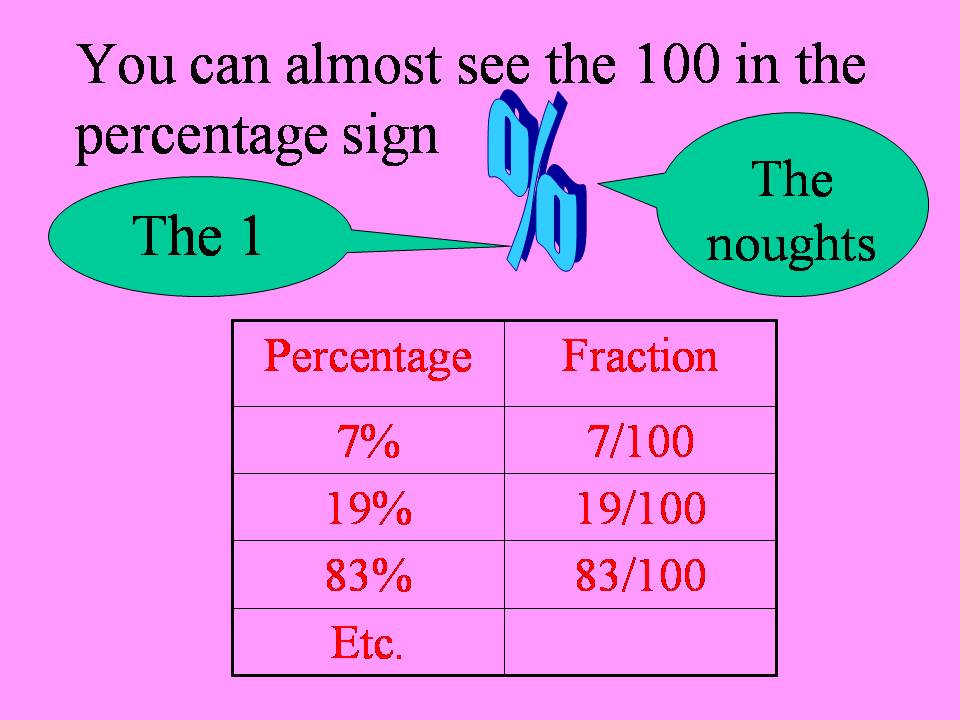 You can almost see the 100 in the
percentage sign
%
The 1
The
noughts
Percentage Fraction
7% 7/100
19% 19/100
83% 83/100
Etc.